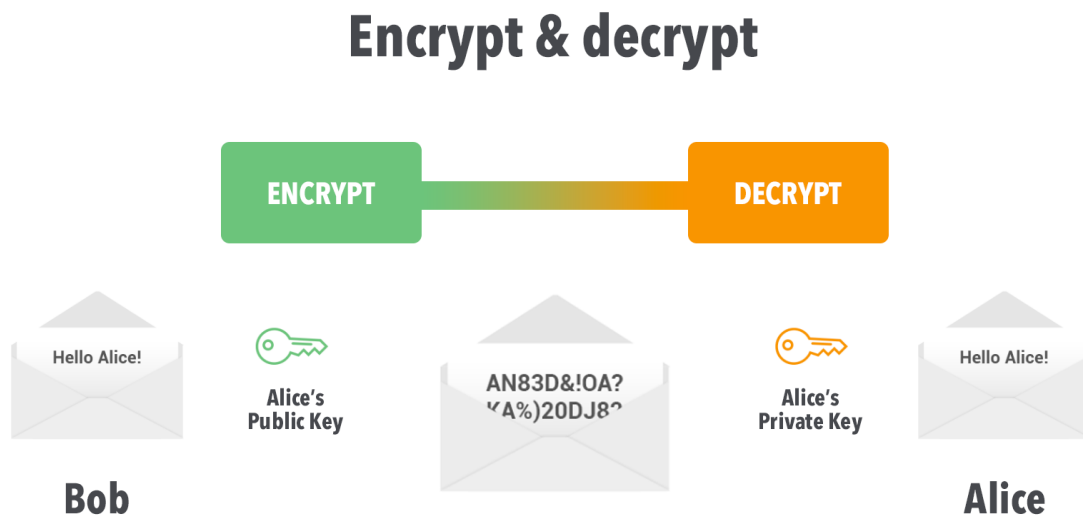 Encrypt & decrypt
ENCRYPT
DECRYPT
Hello Alice!
Alice's
Public Key
AN83D&!OA?
KA%)20DJ8?
Alice's
Private Key
Hello Alice!
Bob
Alice